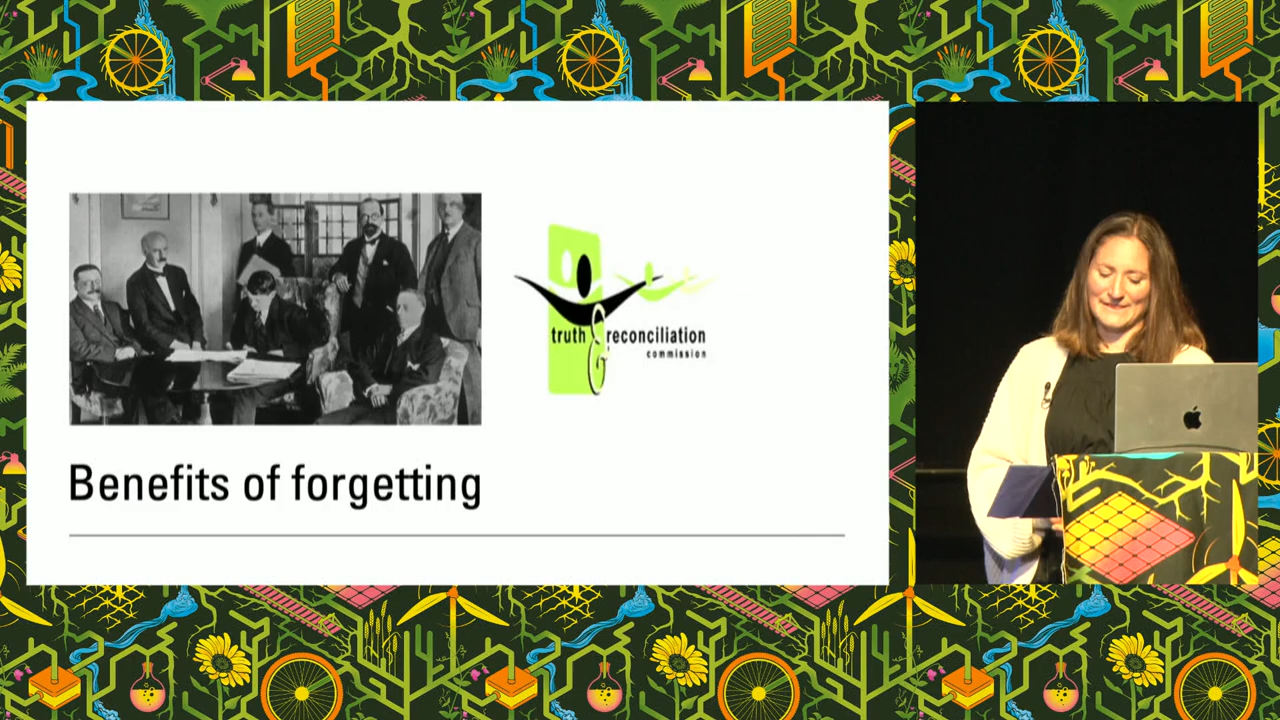 truth & reconciliation
commission
Benefits of forgetting